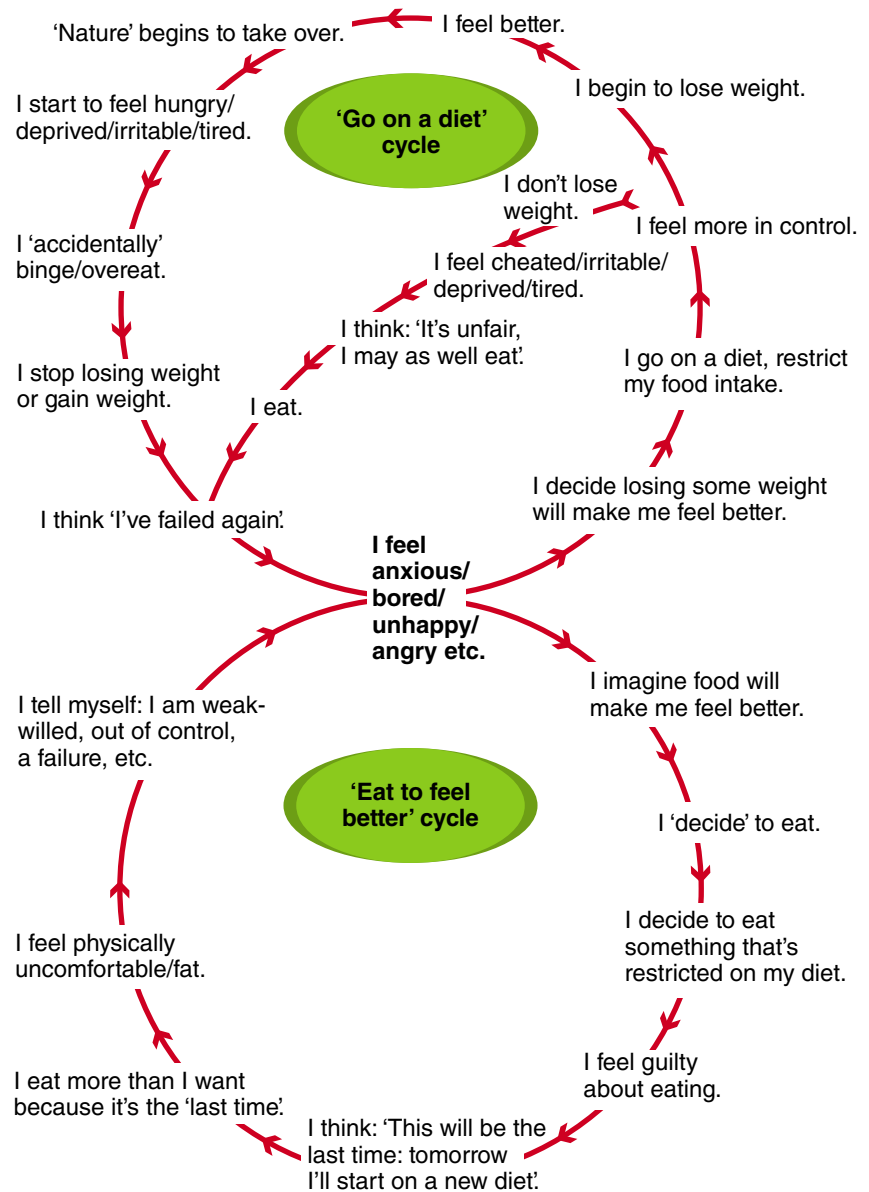 ‘Go on a diet’
cycle
I feel
anxious/
bored/
unhappy/
angry etc.
I decide losing some weight
will make me feel better.
I go on a diet, restrict
my food intake.
I feel more in control.
I begin to lose weight.
I feel better.
‘Nature’ begins to take over.
I start to feel hungry/
deprived/irritable/tired.
I ‘accidentally’
binge/overeat.
I stop losing weight
or gain weight.
I think ‘I’ve failed again’.
I don’t lose
weight.
I feel cheated/irritable/
deprived/tired.
I think: ‘It’s unfair,
I may as well eat’.
I eat.
‘Eat to feel
better’ cycle
I imagine food will
make me feel better.
I ‘decide’ to eat.
I decide to eat
something that’s
restricted on my diet.
I feel guilty
about eating.
I think: ‘This will be the
last time: tomorrow
I’ll start on a new diet’.
I eat more than I want
because it’s the ‘last time’.
I feel physically
uncomfortable/fat.
I tell myself: I am weak-
willed, out of control,
a failure, etc.